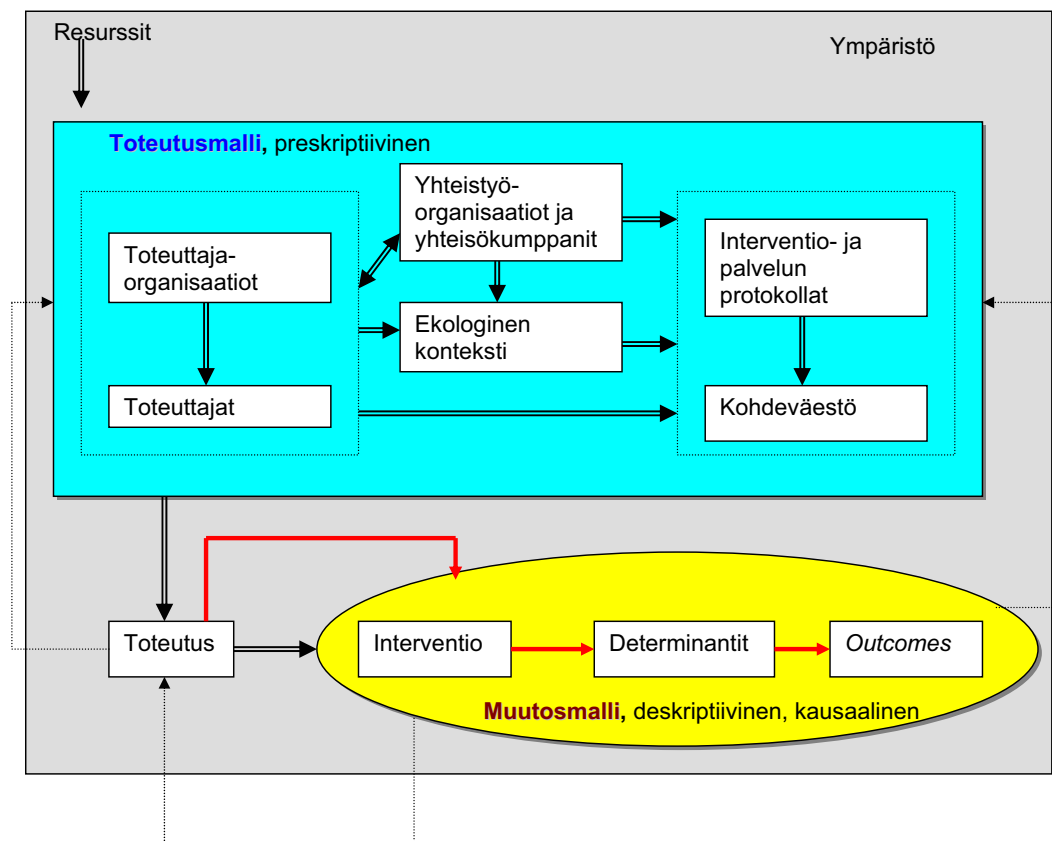 Resurssit
Ympäristö
Toteutusmalli, preskriptiivinen
Yhteistyö-
organisaatiot ja
yhteisökumppanit
Toteuttaja-
organisaatiot
Interventio- ja
palvelun
protokollat
Ekologinen
konteksti
Toteuttajat
Kohdeväestö
Toteutus
Interventio
Determinantit
Outcomes
Muutosmalli, deskriptiivinen, kausaalinen